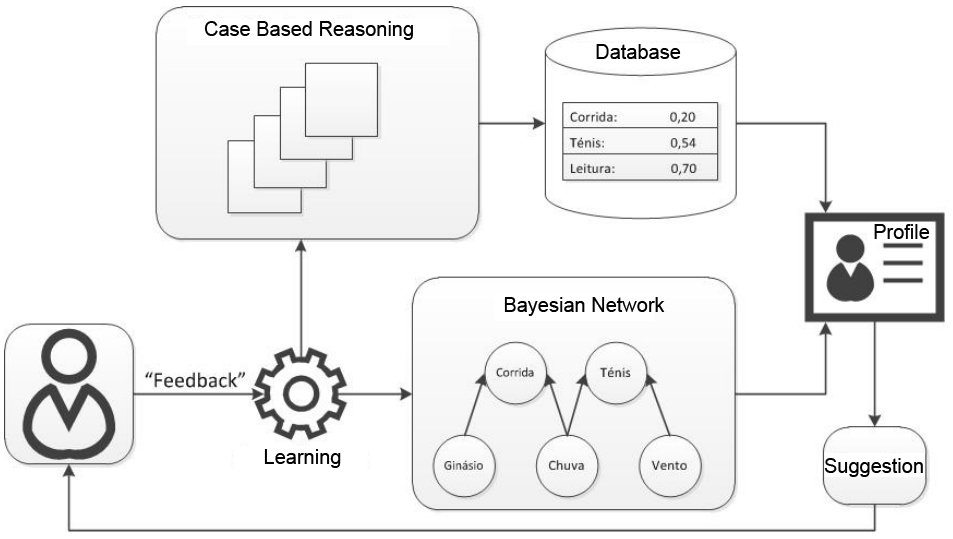 Case Based Reasoning
Database
Corrida: 0,20
Ténis: 0,54
Leitura: 0,70
Profile
Bayesian Network
Corrida
Ténis
Ginásio
Chuva
Vento
“Feedback”
Learning
Suggestion